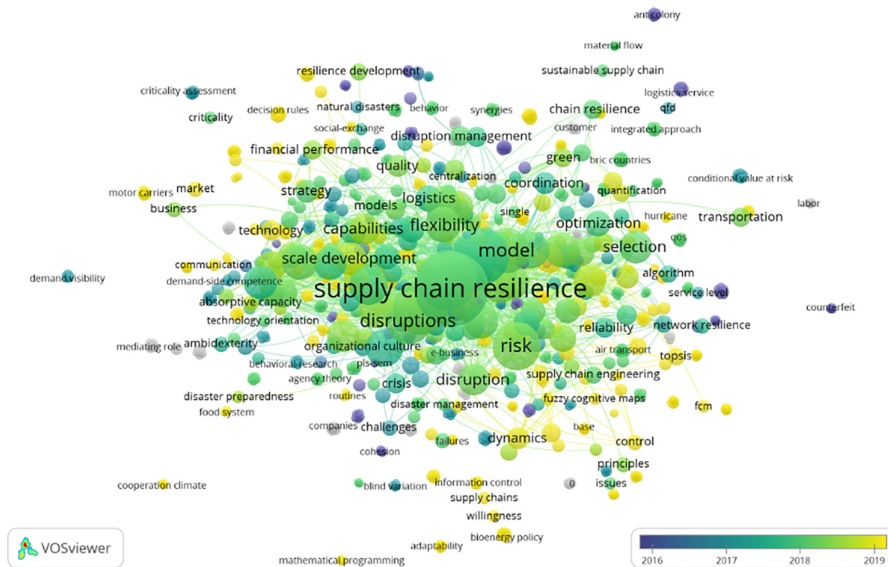 ant colony
material flow
resilience development
sustainable supply chain
criticality assessment
logistics service
natural disasters
behavior
synergies
chain resilience
qfd
decision rules
criticality
social-exchange
disruption management
customer
integrated approach
financial performance
quality
green
bric countries
centralization
coordination
conditional value at risk
motor carriers
market
strategy
quantification
business
models
logistics
single
labor
technology
capabilities
flexibility
optimization
hurricane
transportation
qos
model
selection
communication
scale development
algorithm
demand visibility
demand-side competence
supply chain resilience
service level
absorptive capacity
counterfeit
technology orientation
disruptions
reliability
network resilience
mediating role
ambidexterity
organizational culture
e-business
risk
air transport
topsis
behavioral-research
pls-sem
agency theory
crisis
disruption
supply chain engineering
disaster preparedness
routines
disaster management
fuzzy cognitive maps
fcm
food system
companies
challenges
failures
dynamics
base
control
cohesion
principles
cooperation climate
blind variation
information control
0
issues
supply chains
willingness
bioenergy policy
adaptability
mathematical programming
VOSviewer
2016
2017
2018
2019